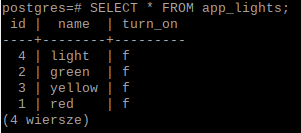 postgres=# SELECT * FROM app_lights;
 id |  name  | turn_on
----+--------+---------
  4 | light  | f
  2 | green  | f
  3 | yellow | f
  1 | red    | f
(4 wiersze)